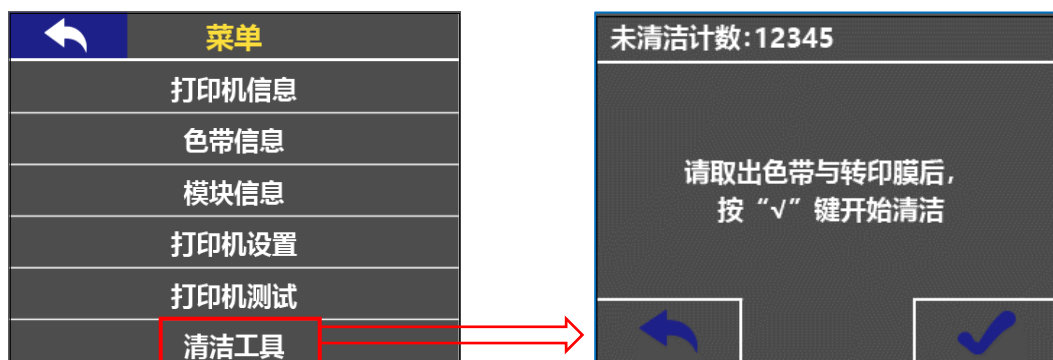 菜单
打印机信息
色带信息
模块信息
打印机设置
打印机测试
清洁工具
未清洁计数:12345
请取出色带与转印膜后,
按“√”键开始清洁